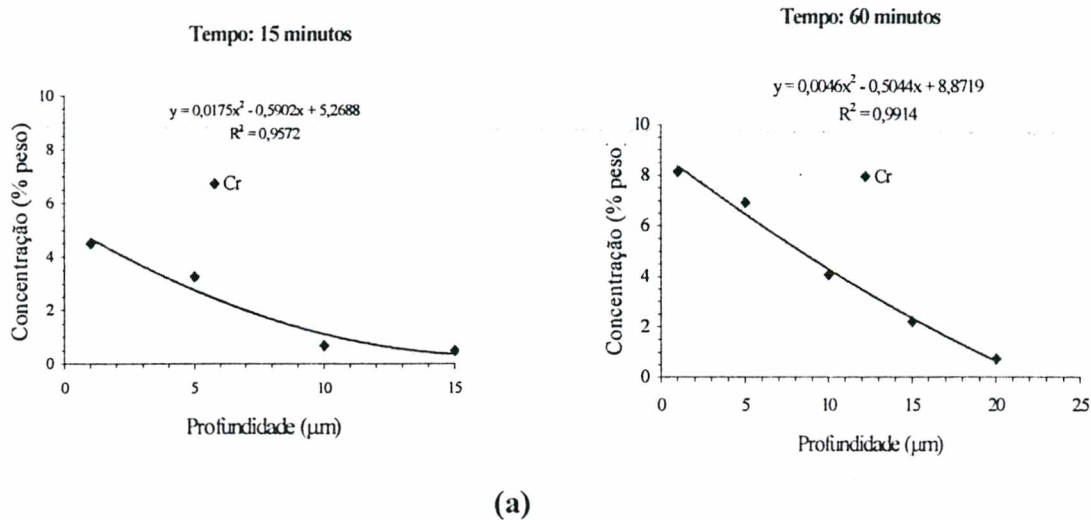 Tempo: 15 minutos
y = 0,0175x² - 0,5902x + 5,2688
R² = 0,9572
Cr
Concentração (% peso)
10
8
6
4
2
0
0 5 10 15
Profundidade (µm)
Tempo: 60 minutos
y = 0,0046x² - 0,5044x + 8,8719
R² = 0,9914
Cr
Concentração (% peso)
10
8
6
4
2
0
0 5 10 15 20 25
Profundidade (µm)
(a)